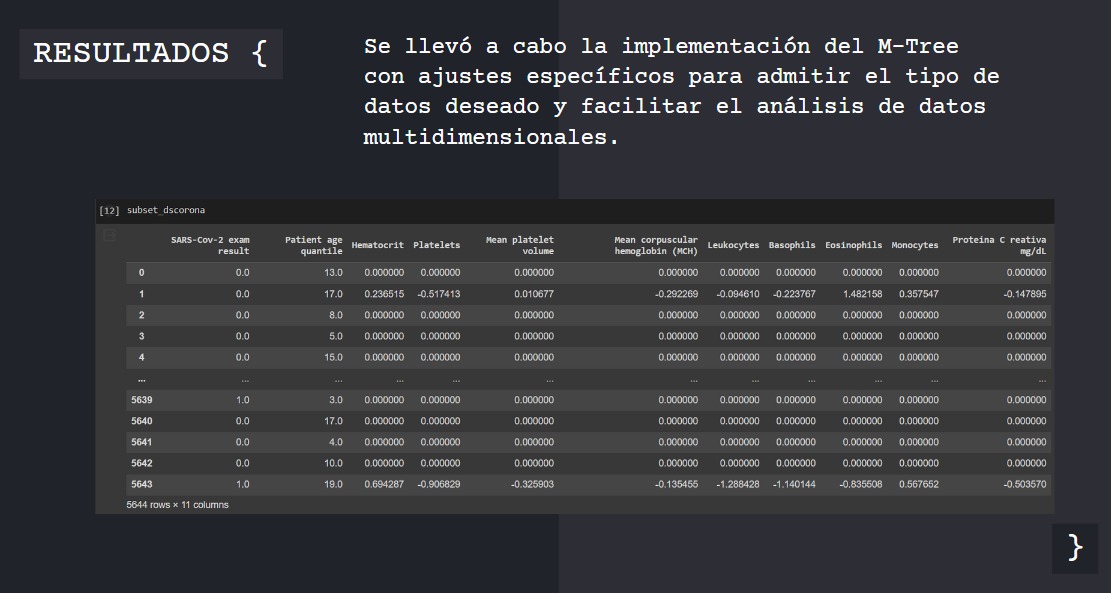 RESULTADOS {
Se llevó a cabo la implementación del M-Tree
con ajustes específicos para admitir el tipo de
datos deseado y facilitar el análisis de datos
multidimensionales.
[12] subset_dscorona
SARS-Cov-2 exam result Patient age quantile Hematocrit Platelets Mean platelet volume Mean corpuscular hemoglobin (MCH) Leukocytes Basophils Eosinophils Monocytes Proteina C reativa mg/dL
0 0.0 13.0 0.000000 0.000000 0.000000 0.000000 0.000000 0.000000 0.000000 0.000000 0.000000
1 0.0 17.0 0.236515 -0.517413 0.010677 -0.292269 -0.094610 -0.223767 1.482158 0.357547 -0.147895
2 0.0 8.0 0.000000 0.000000 0.000000 0.000000 0.000000 0.000000 0.000000 0.000000 0.000000
3 0.0 5.0 0.000000 0.000000 0.000000 0.000000 0.000000 0.000000 0.000000 0.000000 0.000000
4 0.0 15.0 0.000000 0.000000 0.000000 0.000000 0.000000 0.000000 0.000000 0.000000 0.000000
... ... ... ... ... ... ... ... ... ... ... ...
5639 1.0 3.0 0.000000 0.000000 0.000000 0.000000 0.000000 0.000000 0.000000 0.000000 0.000000
5640 0.0 17.0 0.000000 0.000000 0.000000 0.000000 0.000000 0.000000 0.000000 0.000000 0.000000
5641 0.0 4.0 0.000000 0.000000 0.000000 0.000000 0.000000 0.000000 0.000000 0.000000 0.000000
5642 0.0 10.0 0.000000 0.000000 0.000000 0.000000 0.000000 0.000000 0.000000 0.000000 0.000000
5643 1.0 19.0 0.694287 -0.906829 -0.325903 -0.135455 -1.288428 -1.140144 -0.835508 0.567652 -0.503570
5644 rows × 11 columns
}